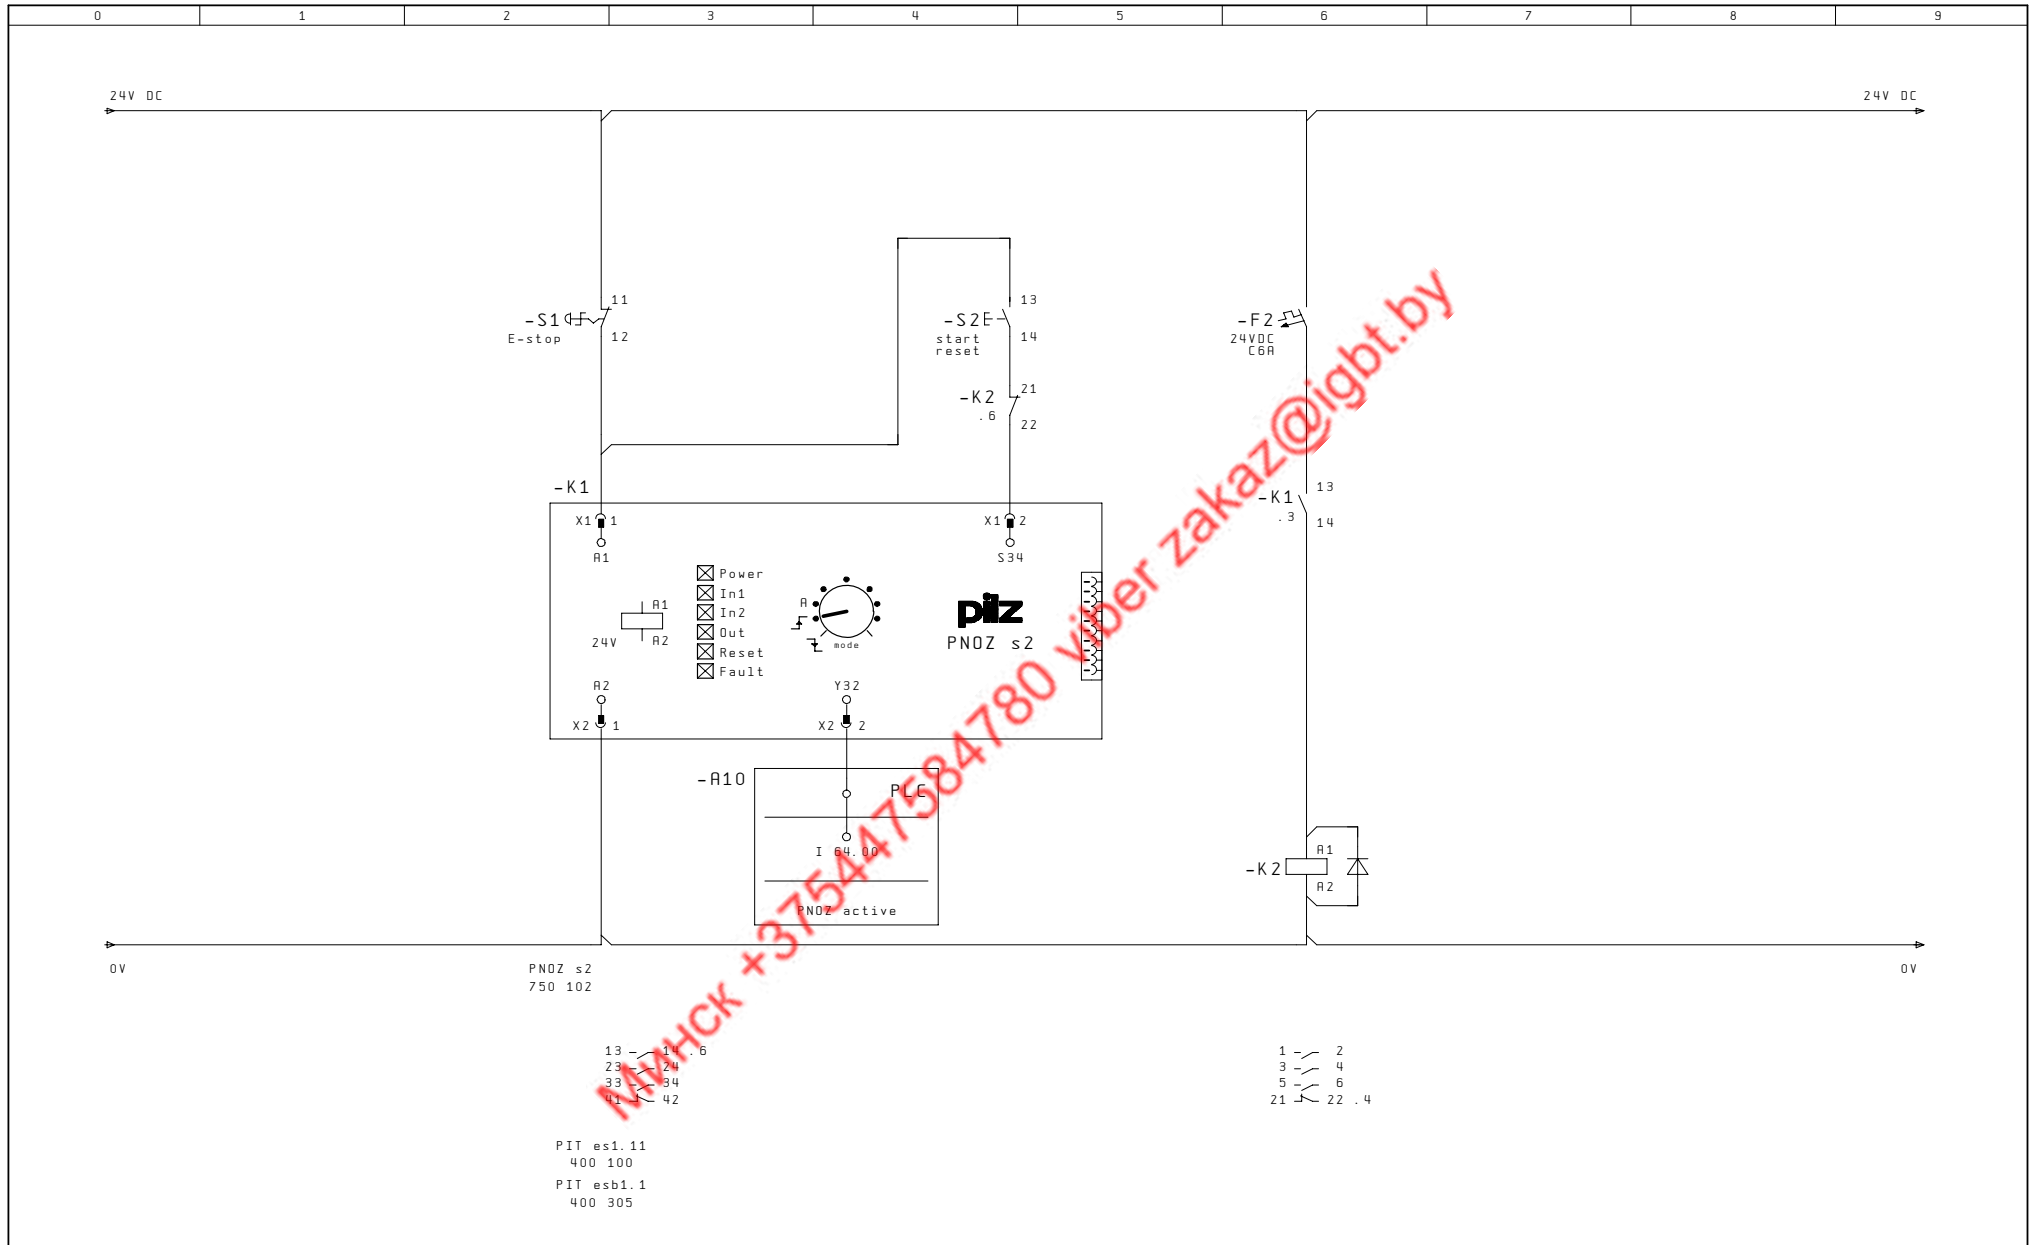 0 1 2 3 4 5 6 7 8 9
24V DC
24V DC
11
-S1
E-stop
12
13
-S2
start
reset
14
-F2
24VDC
C6A
21
-K2
.6
22
-K1
13
-K1
.3
14
X1 1
A1
X1 2
S34
Power
In1
In2
Out
Reset
Fault
A1
24V
A2
A
mode
pilz
PNOZ s2
A2
X2 1
Y32
X2 2
-A10
PLC
I 64.00
PNOZ active
A1
-K2
A2
0V
0V
PNOZ s2
750 102
13 14 .6
23 24
33 34
41 42
1 2
3 4
5 6
21 22 .4
PIT es1.11
400 100
PIT esb1.1
400 305
Минск +375447584780 viber zakaz@igbt.by